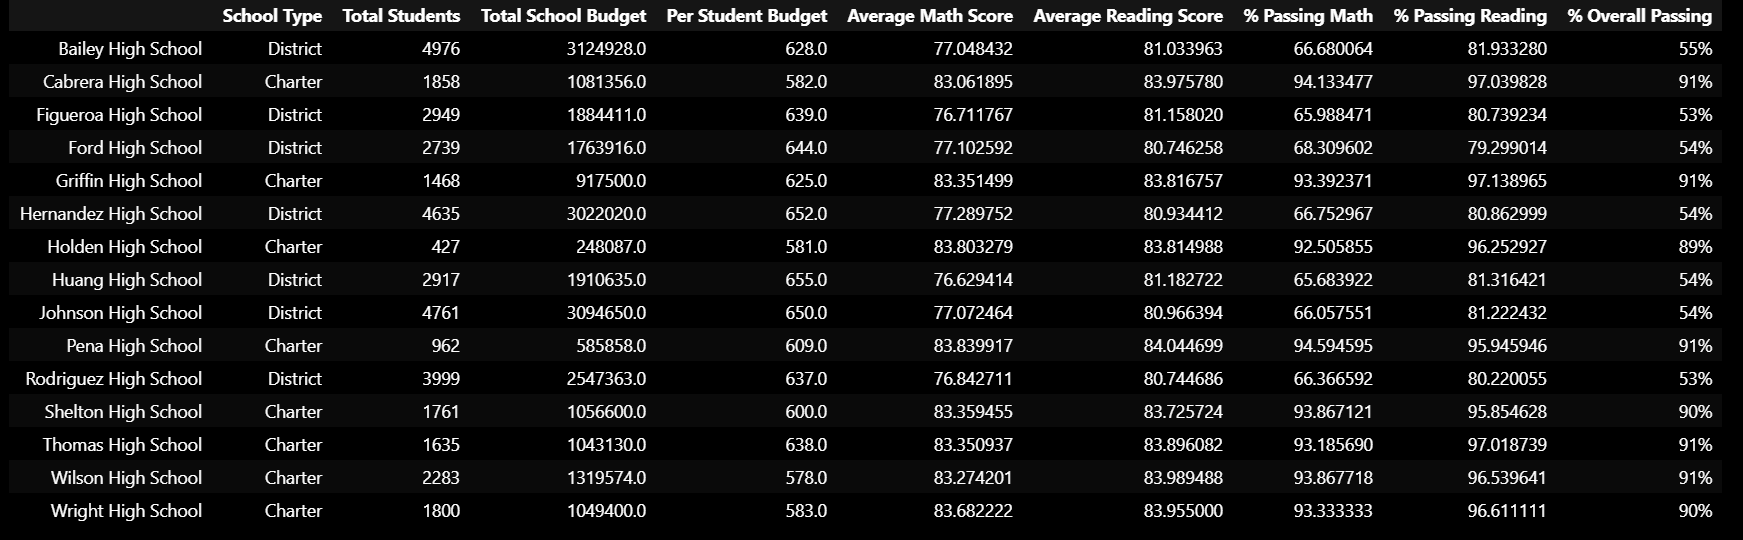 School Type Total Students Total School Budget Per Student Budget Average Math Score Average Reading Score % Passing Math % Passing Reading % Overall Passing
Bailey High School District 4976 3124928.0 628.0 77.048432 81.033963 66.680064 81.933280 55%
Cabrera High School Charter 1858 1081356.0 582.0 83.061895 83.975780 94.133477 97.039828 91%
Figueroa High School District 2949 1884411.0 639.0 76.711767 81.158020 65.988471 80.739234 53%
Ford High School District 2739 1763916.0 644.0 77.102592 80.746258 68.309602 79.299014 54%
Griffin High School Charter 1468 917500.0 625.0 83.351499 83.816757 93.392371 97.138965 91%
Hernandez High School District 4635 3022020.0 652.0 77.289752 80.934412 66.752967 80.862999 54%
Holden High School Charter 427 248087.0 581.0 83.803279 83.814988 92.505855 96.252927 89%
Huang High School District 2917 1910635.0 655.0 76.629414 81.182722 65.683922 81.316421 54%
Johnson High School District 4761 3094650.0 650.0 77.072464 80.966394 66.057551 81.222432 54%
Pena High School Charter 962 585858.0 609.0 83.839917 84.044699 94.594595 95.945946 91%
Rodriguez High School District 3999 2547363.0 637.0 76.842711 80.744686 66.366592 80.220055 53%
Shelton High School Charter 1761 1056600.0 600.0 83.359455 83.725724 93.867121 95.854628 90%
Thomas High School Charter 1635 1043130.0 638.0 83.350937 83.896082 93.185690 97.018739 91%
Wilson High School Charter 2283 1319574.0 578.0 83.274201 83.989488 93.867718 96.539641 91%
Wright High School Charter 1800 1049400.0 583.0 83.682222 83.955000 93.333333 96.611111 90%